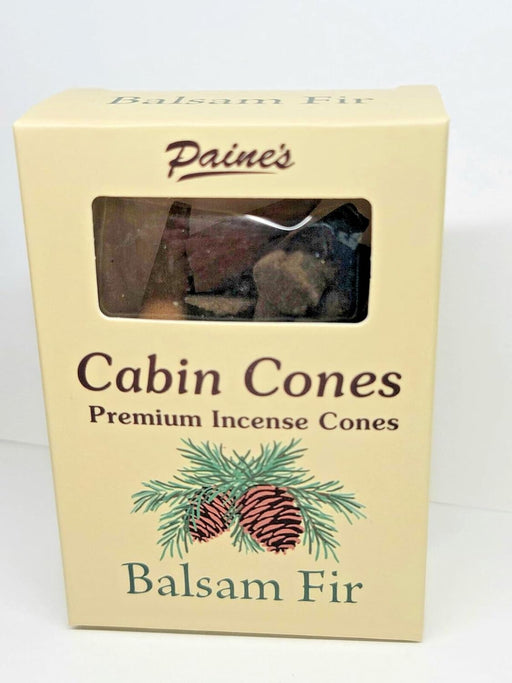 Balsam Fir
Paine's
Cabin Cones
Premium Incense Cones
Balsam Fir